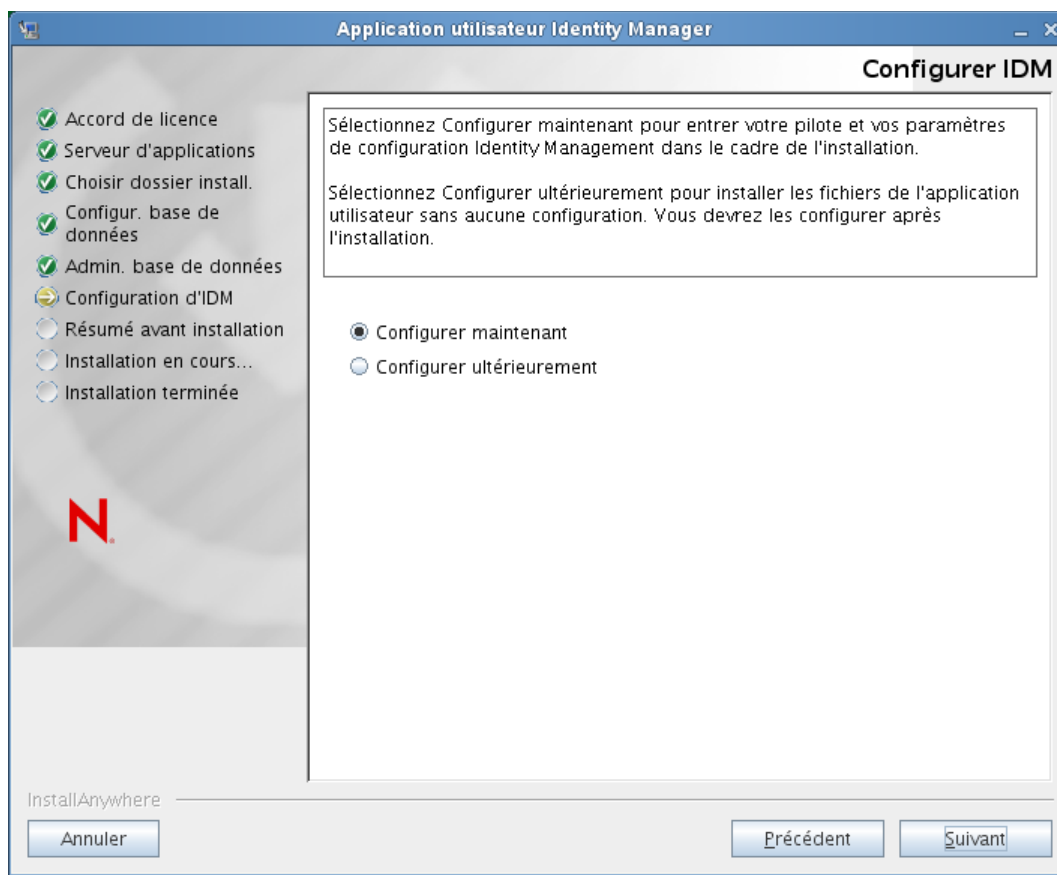 Application utilisateur Identity Manager
Configurer IDM
Accord de licence
Serveur d'applications
Choisir dossier install.
Configur. base de
données
Admin. base de données
Configuration d'IDM
Résumé avant installation
Installation en cours...
Installation terminée
N
Sélectionnez Configurer maintenant pour entrer votre pilote et vos paramètres
de configuration Identity Management dans le cadre de l'installation.
Sélectionnez Configurer ultérieurement pour installer les fichiers de l'application
utilisateur sans aucune configuration. Vous devrez les configurer après
l'installation.
Configurer maintenant
Configurer ultérieurement
InstallAnywhere
Annuler
Précédent
Suivant